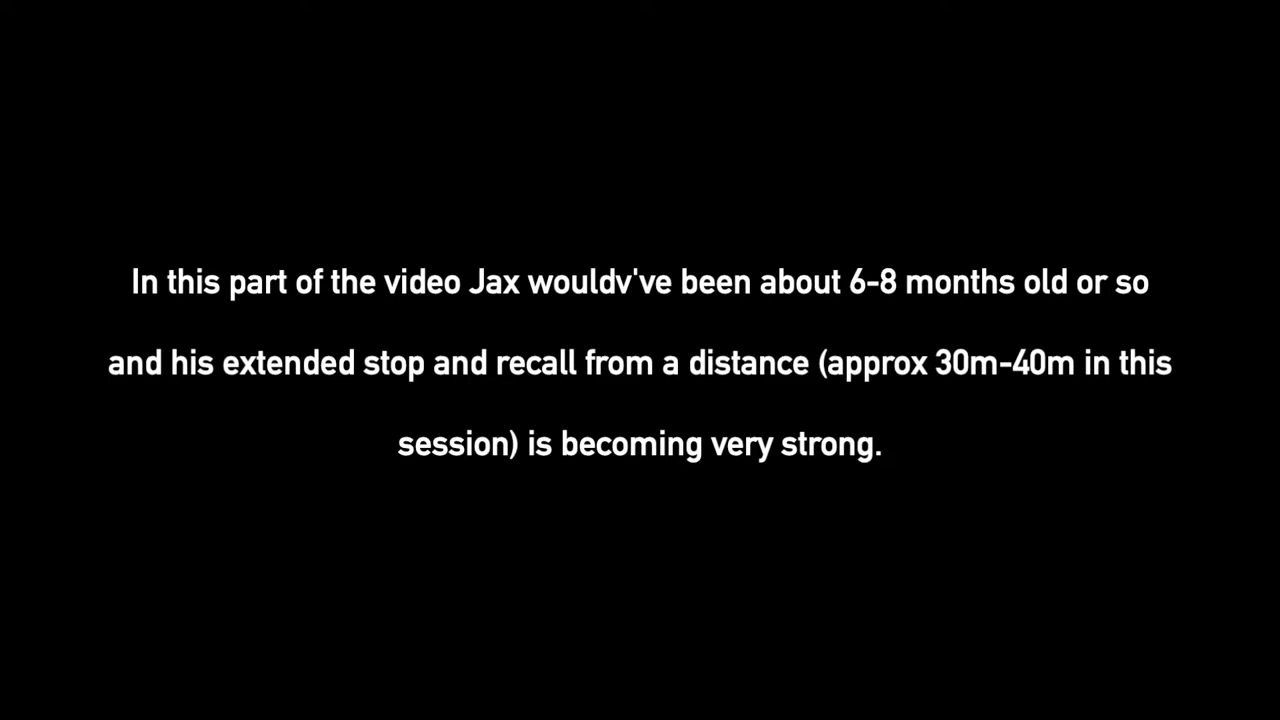 In this part of the video Jax wouldv've been about 6-8 months old or so
and his extended stop and recall from a distance (approx 30m-40m in this
session) is becoming very strong.